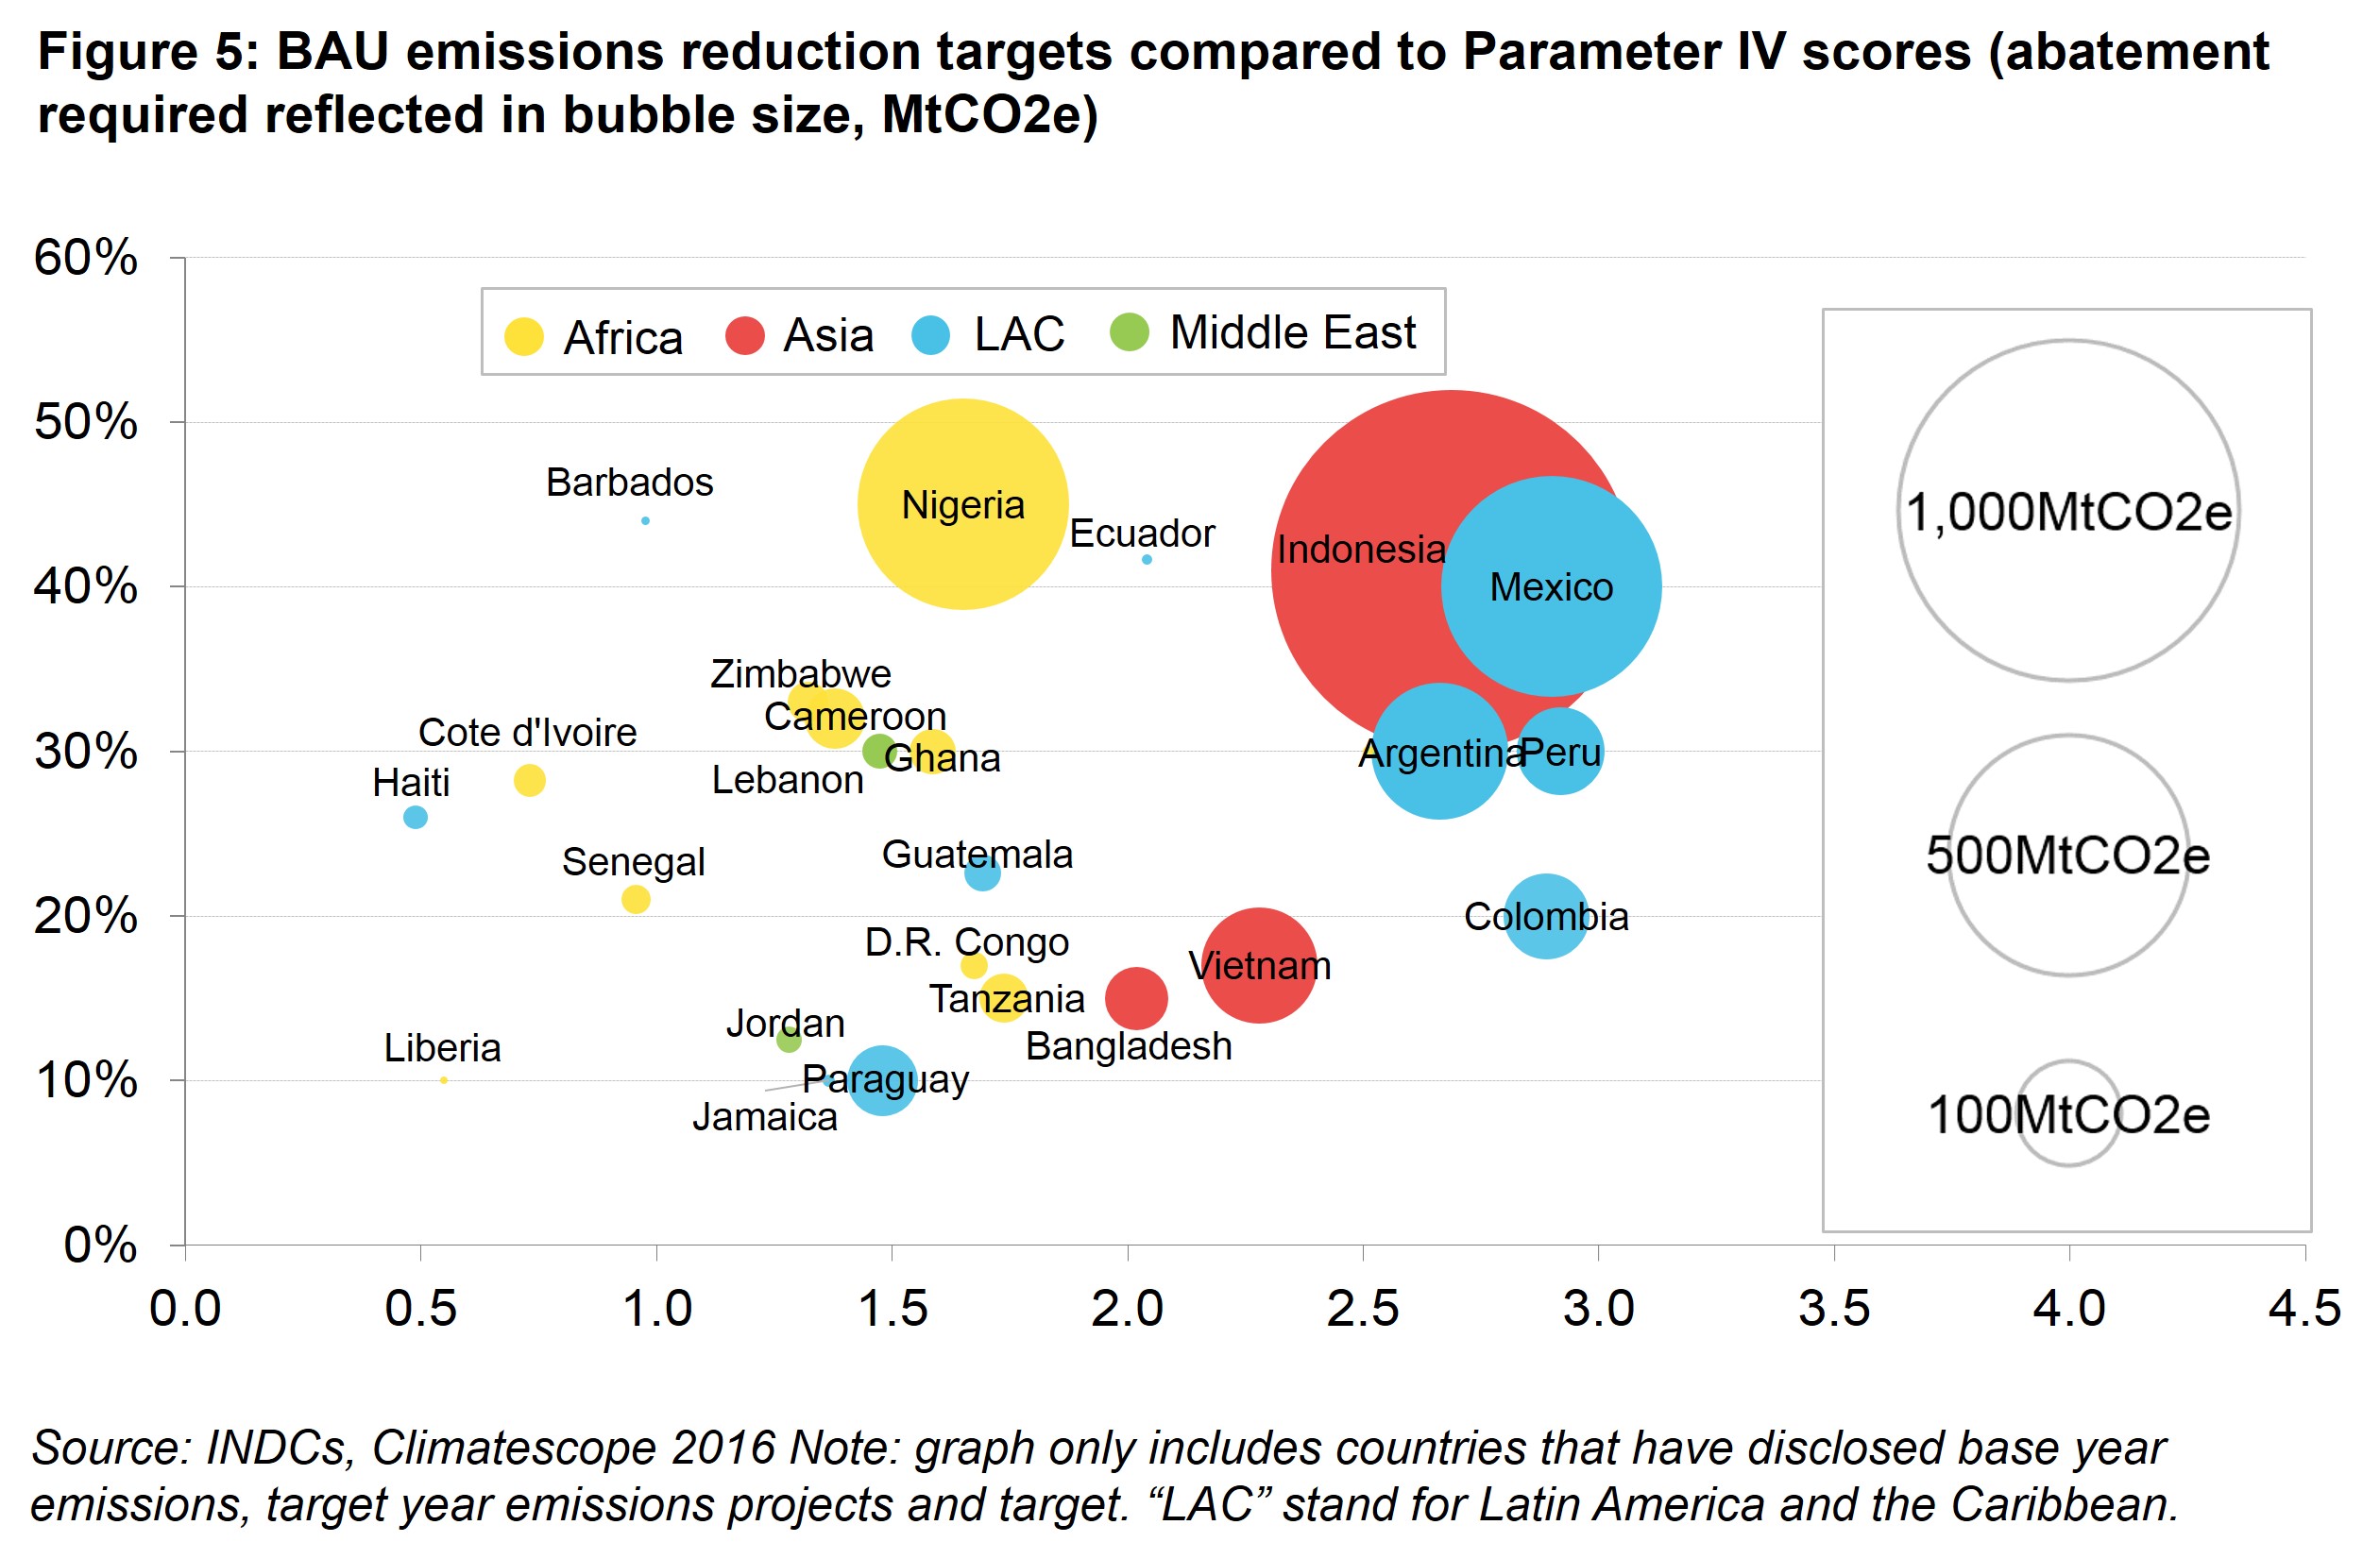 Figure 5: BAU emissions reduction targets compared to Parameter IV scores (abatement
required reflected in bubble size, MtCO2e)
60%
50%
40%
30%
20%
10%
0%
Africa
Asia
LAC
Middle East
Barbados
Nigeria
Ecuador
Indonesia
Mexico
Zimbabwe
Cameroon
Cote d'Ivoire
Haiti
Lebanon
Ghana
Argentina
Peru
Senegal
Guatemala
Colombia
D.R. Congo
Vietnam
Tanzania
Bangladesh
Jordan
Liberia
Paraguay
Jamaica
1,000MtCO2e
500MtCO2e
100MtCO2e
0.0 0.5 1.0 1.5 2.0 2.5 3.0 3.5 4.0 4.5
Source: INDCs, Climatescope 2016 Note: graph only includes countries that have disclosed base year
emissions, target year emissions projects and target. “LAC” stand for Latin America and the Caribbean.